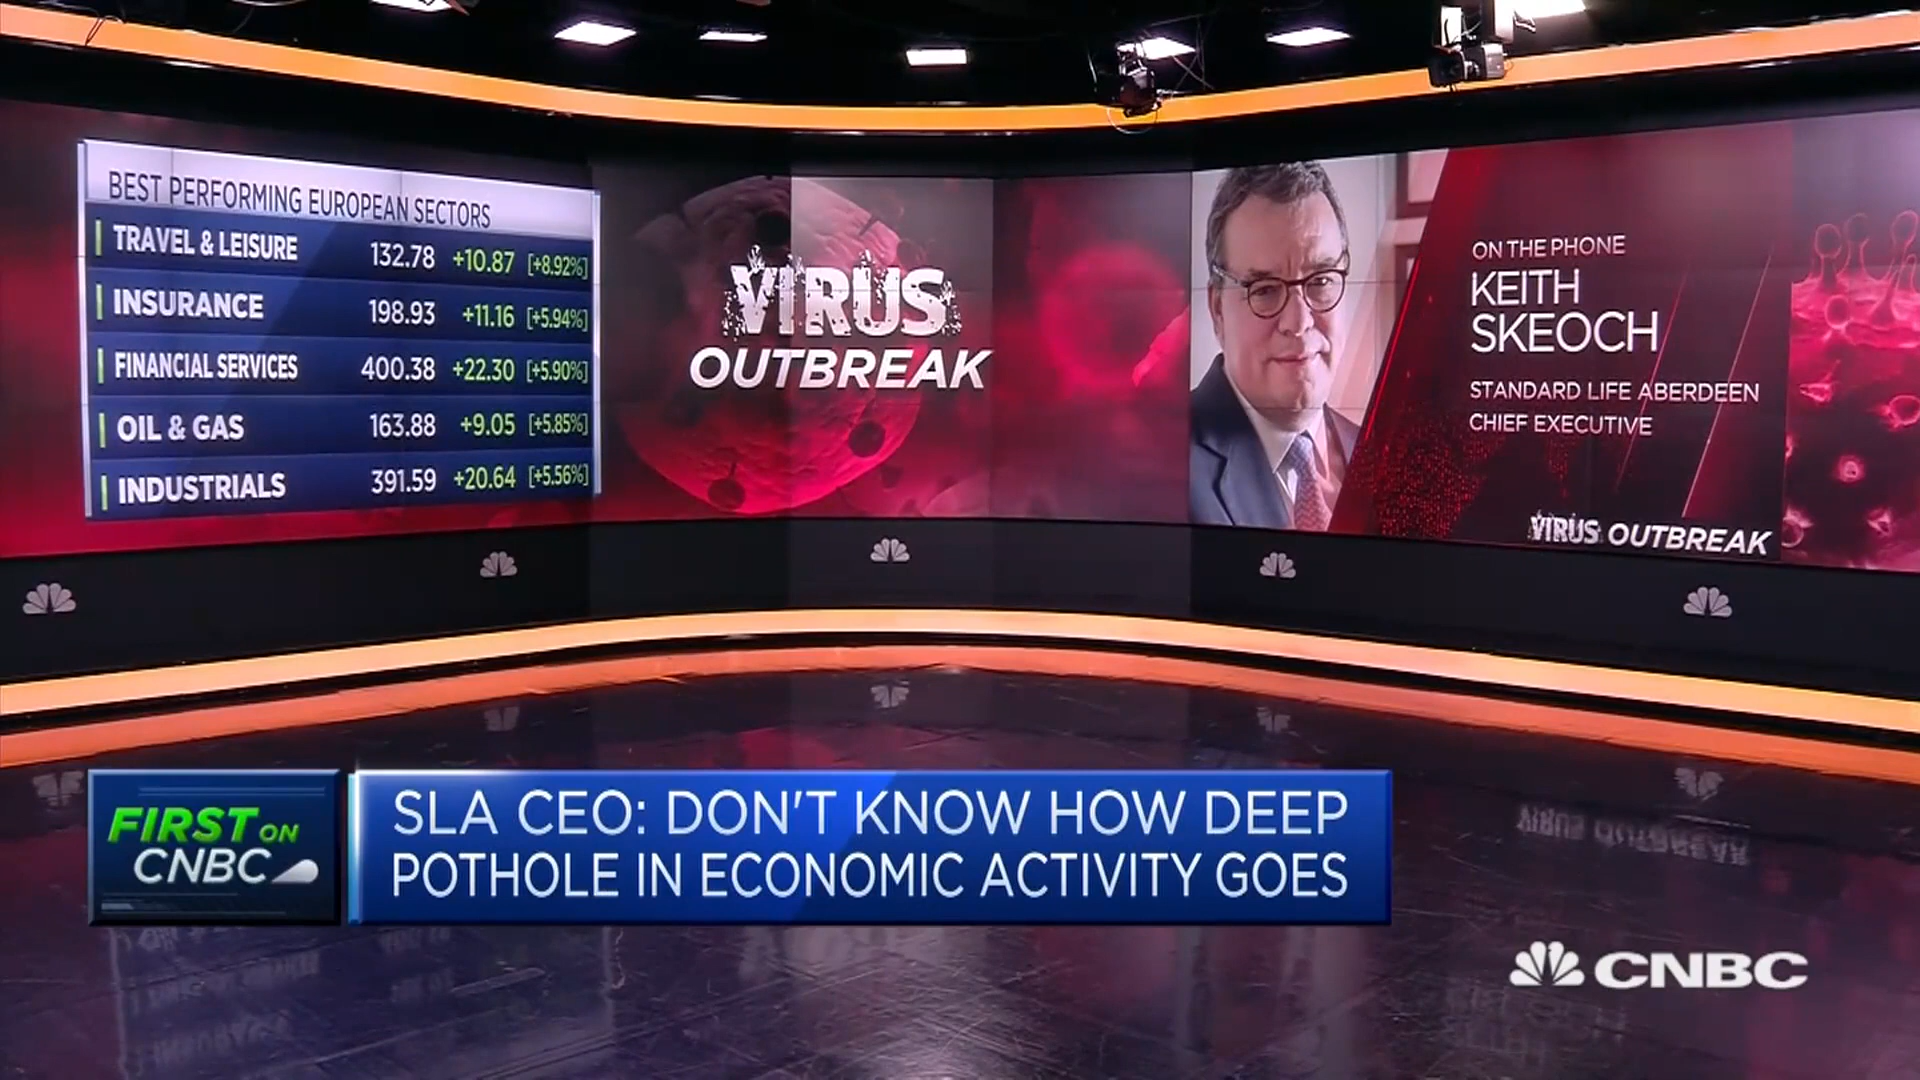 BEST PERFORMING EUROPEAN SECTORS
TRAVEL & LEISURE 132.78 +10.87 [+8.92%]
INSURANCE 198.93 +11.16 [+5.94%]
FINANCIAL SERVICES 400.38 +22.30 [+5.90%]
OIL & GAS 163.88 +9.05 [+5.85%]
INDUSTRIALS 391.59 +20.64 [+5.56%]
VIRUS
OUTBREAK
ON THE PHONE
KEITH
SKEOCH
STANDARD LIFE ABERDEEN
CHIEF EXECUTIVE
VIRUS OUTBREAK
FIRST ON
CNBC
SLA CEO: DON'T KNOW HOW DEEP
POTHOLE IN ECONOMIC ACTIVITY GOES
CNBC